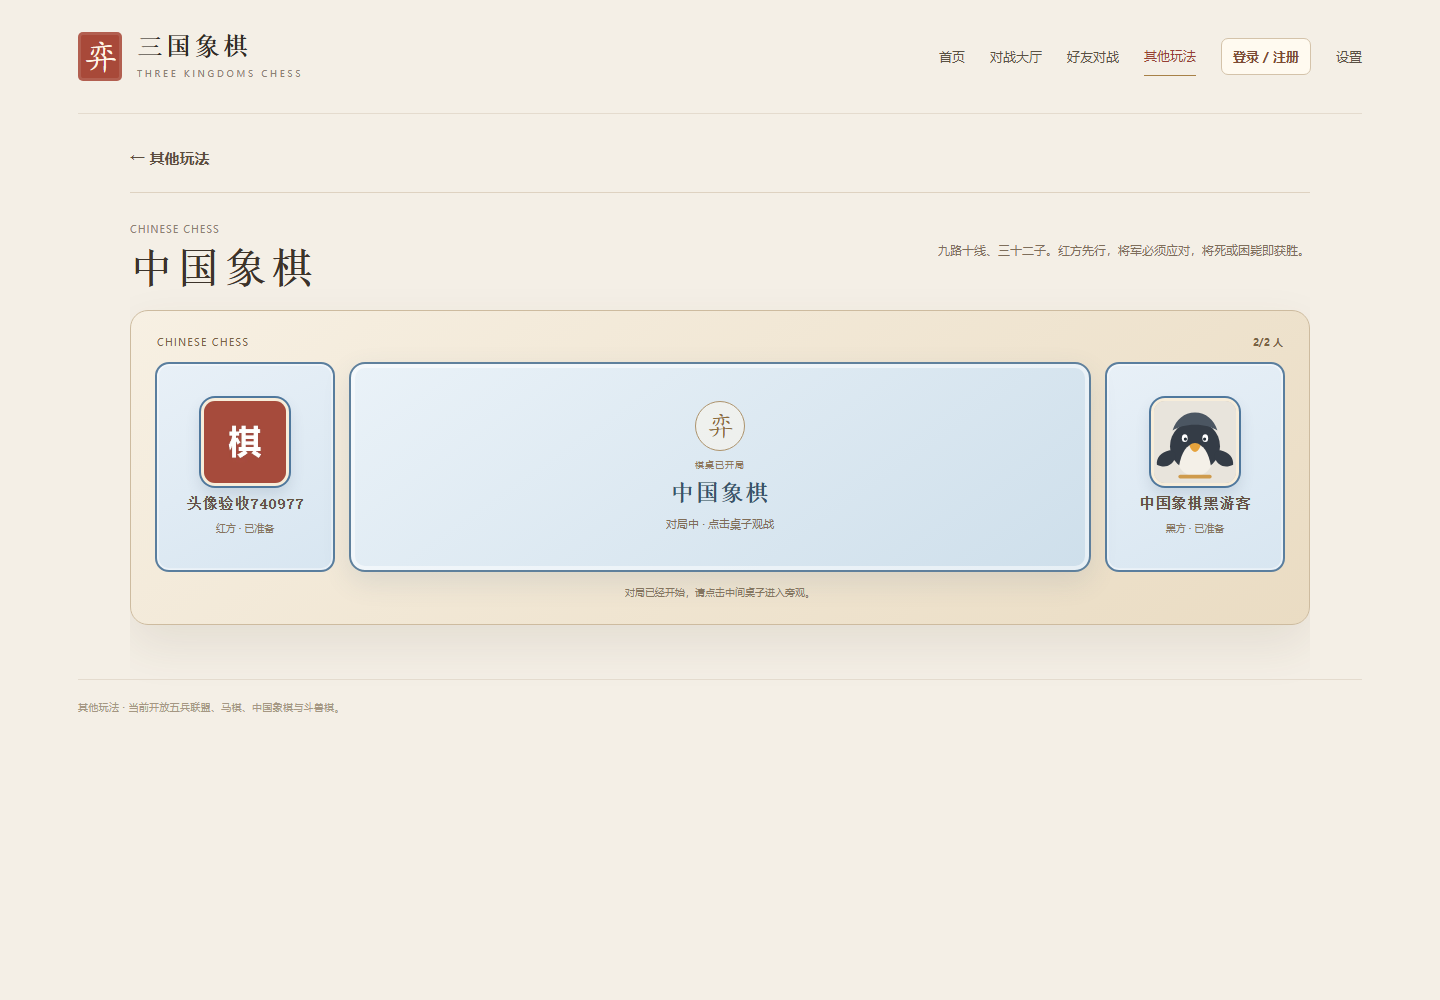 弈
三国象棋
THREE KINGDOMS CHESS
首页
对战大厅
好友对战
其他玩法
登录 / 注册
设置
← 其他玩法
CHINESE CHESS
中国象棋
九路十线、三十二子。红方先行，将军必须应对，将死或困毙即获胜。
CHINESE CHESS
2/2 人
棋
头像验收740977
红方 · 已准备
弈
棋桌已开局
中国象棋
对局中 · 点击桌子观战
中国象棋黑游客
黑方 · 已准备
对局已经开始，请点击中间桌子进入旁观。
其他玩法 · 当前开放五兵联盟、马棋、中国象棋与斗兽棋。